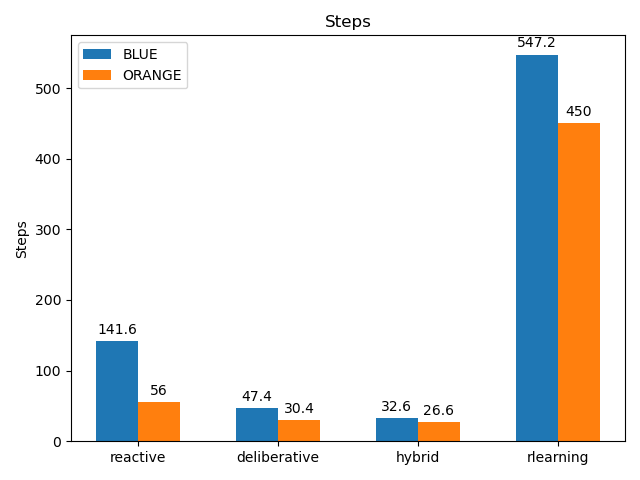 Steps
BLUE
ORANGE
547.2
450
141.6
56
47.4
30.4
32.6
26.6
Steps
500
400
300
200
100
0
reactive
deliberative
hybrid
rlearning